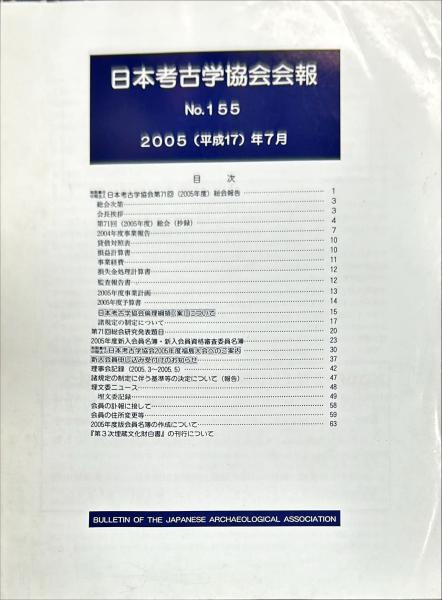 日本考古学協会会報
No.155
2005(平成17)年7月
目 次
日本考古学協会第71回(2005年度)総会報告 1
総会次第 3
会長挨拶 3
第71回(2005年度)総会(抄録) 4
2004年度事業報告 7
貸借対照表 10
損益計算書 10
事業経費 11
損失金処理計算書 12
監査報告書 12
2005年度事業計画 13
2005年度予算書 14
日本考古学協会倫理綱領(案)について 15
諸規定の制定について 17
第71回総会研究発表題目 20
2005年度新入会員名簿・新入会員資格審査委員名簿 23
日本考古学協会2005年度福島大会へのご案内 30
新入会員申し込み受付けのお知らせ 37
理事会記録(2005.3~2005.5) 42
諸規定の制定に伴う基準等の決定について(報告) 47
埋文委ニュース 48
埋文委記録 49
会員の訃報に接して 58
会員の住所変更等 59
2005年度版会員名簿の作成について 63
『第3次埋蔵文化財白書』の刊行について
BULLETIN OF THE JAPANESE ARCHAEOLOGICAL ASSOCIATION